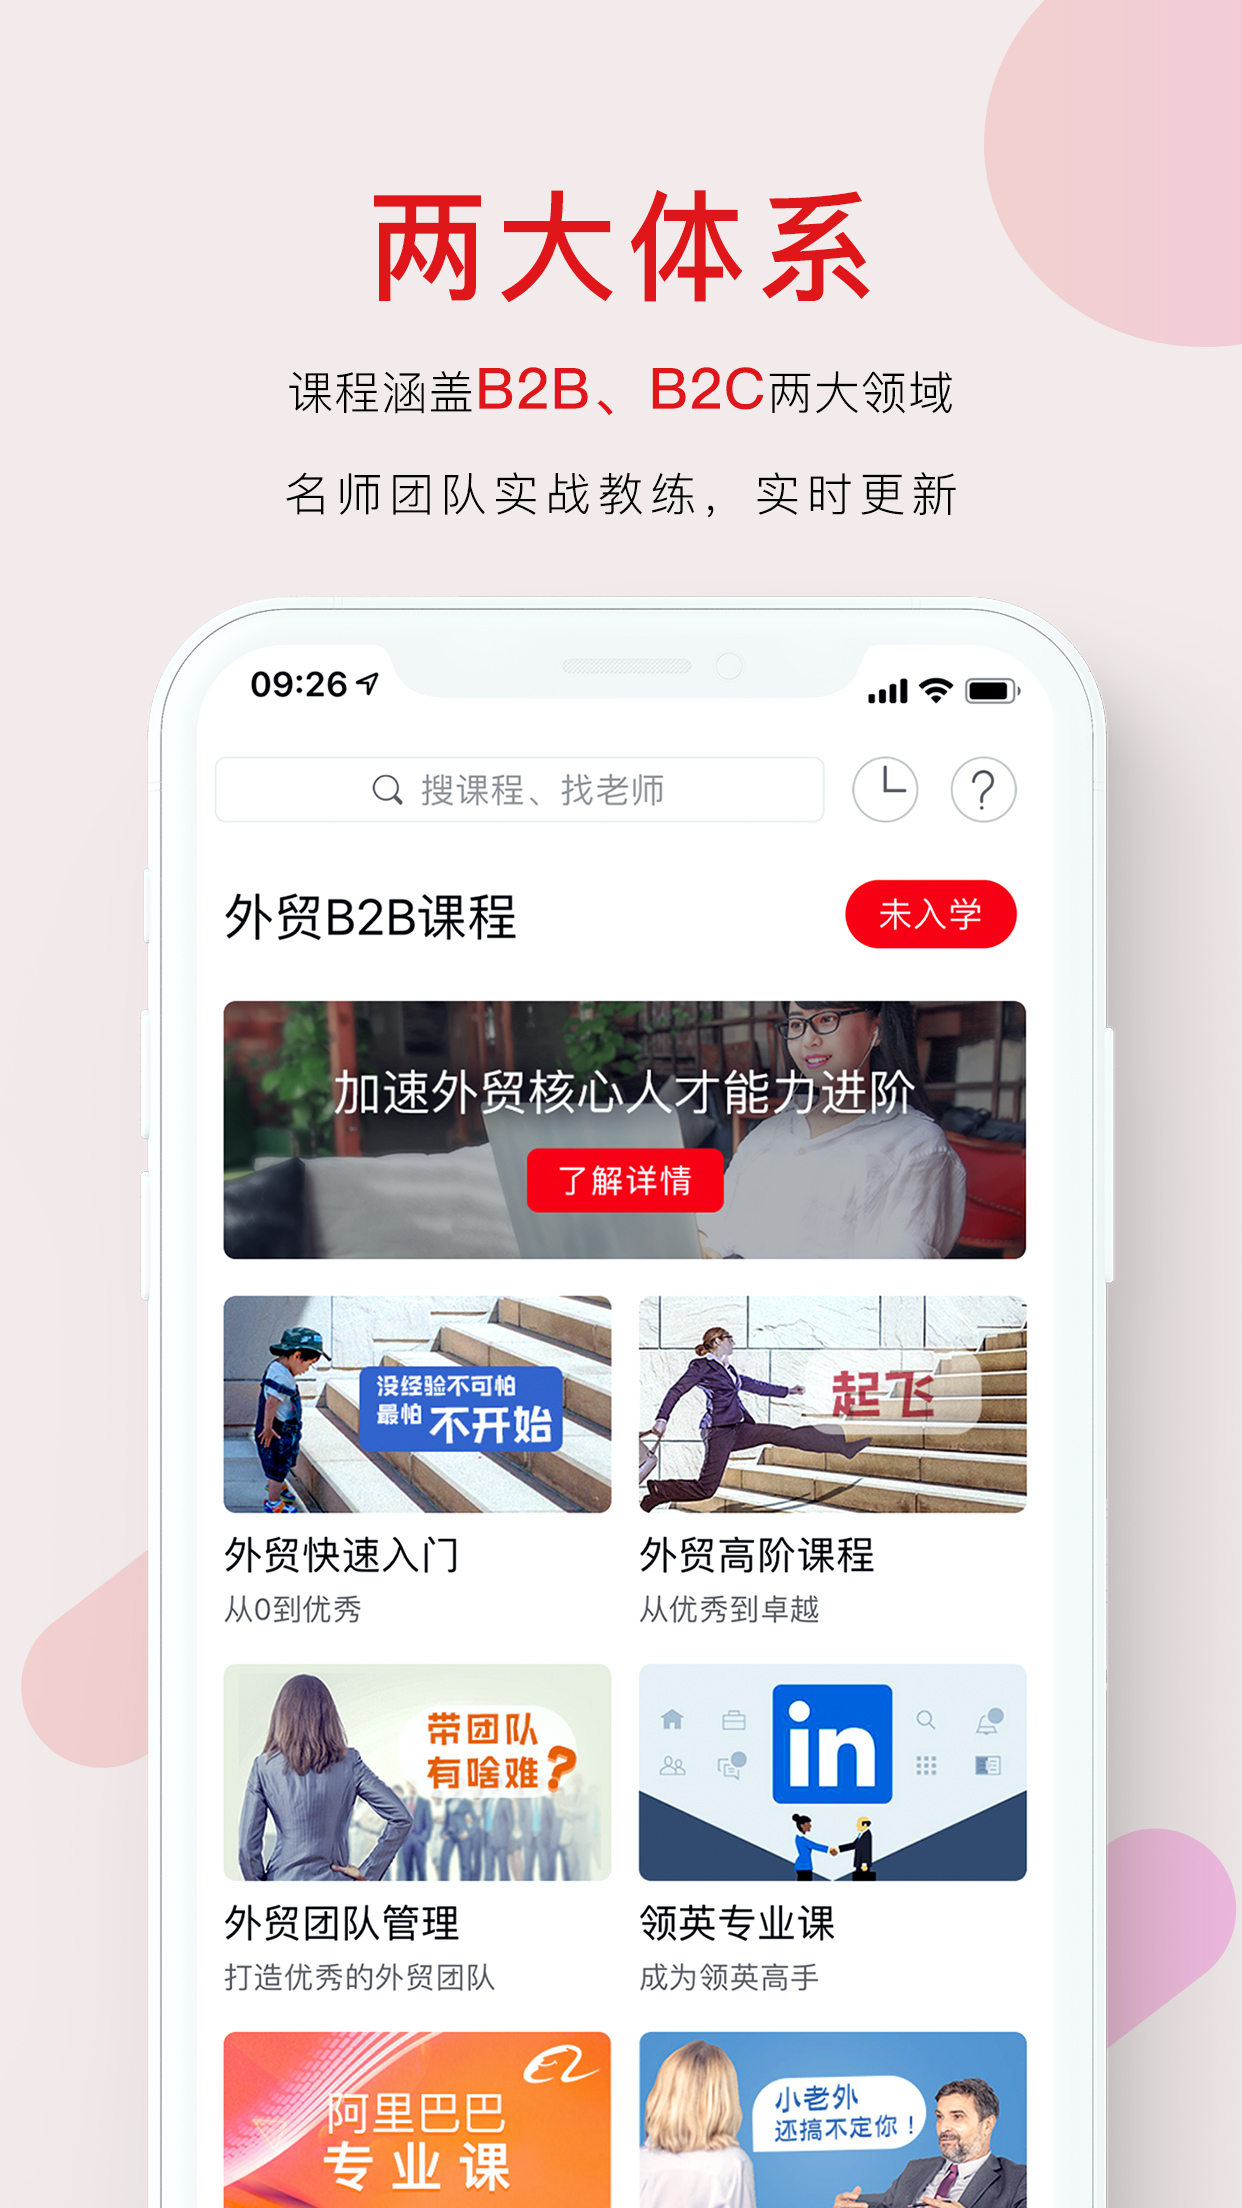 两大体系
课程涵盖B2B、B2C两大领域
名师团队实战教练，实时更新
09:26
搜课程、找老师
外贸B2B课程
未入学
加速外贸核心人才能力进阶
了解详情
没经验不可怕
最怕 不开始
起飞
外贸快速入门
从0到优秀
外贸高阶课程
从优秀到卓越
带团队
有啥难?
in
外贸团队管理
打造优秀的外贸团队
领英专业课
成为领英高手
阿里巴巴
专业课
小老外
还搞不定你！